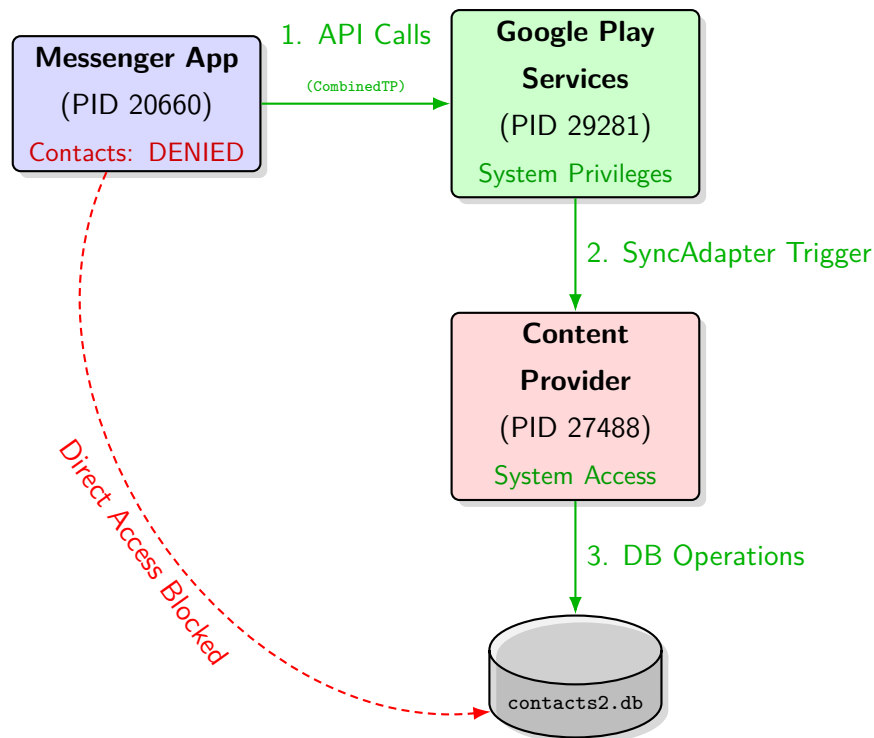 Messenger App
(PID 20660)
Contacts: DENIED
1. API Calls
(CombinedTP)
Google Play
Services
(PID 29281)
System Privileges
2. SyncAdapter Trigger
Content
Provider
(PID 27488)
System Access
3. DB Operations
Direct Access Blocked
contacts2.db